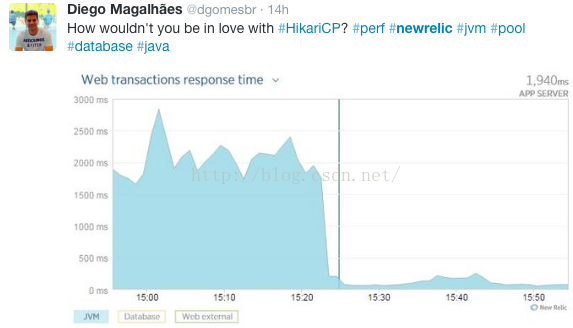 Diego Magalhães @dgomesbr · 14h
How wouldn't you be in love with #HikariCP? #perf #newrelic #jvm #pool
#database #java
Web transactions response time
1,940ms
APP SERVER
3000 ms
2500 ms
2000 ms
http://blog.csdn.net/
1500 ms
1000 ms
500 ms
0 ms
15:00 15:10 15:20 15:30 15:40 15:50
New Relic
JVM Database Web external